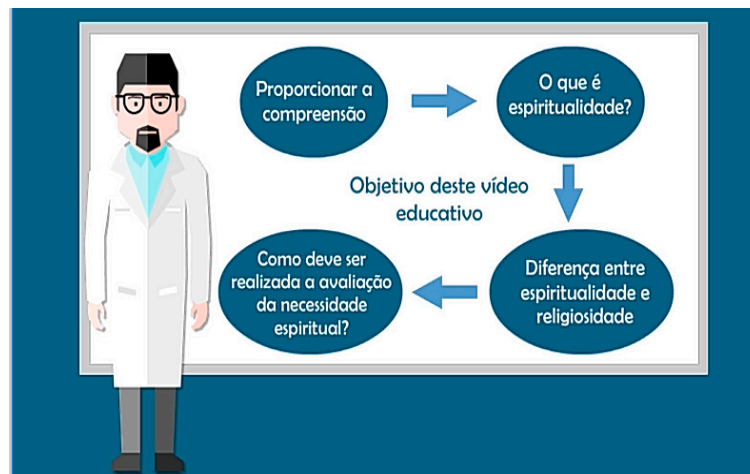 Proporcionar a
compreensão
O que é
espiritualidade?
Objetivo deste vídeo
educativo
Diferença entre
espiritualidade e
religiosidade
Como deve ser
realizada a avaliação
da necessidade
espiritual?